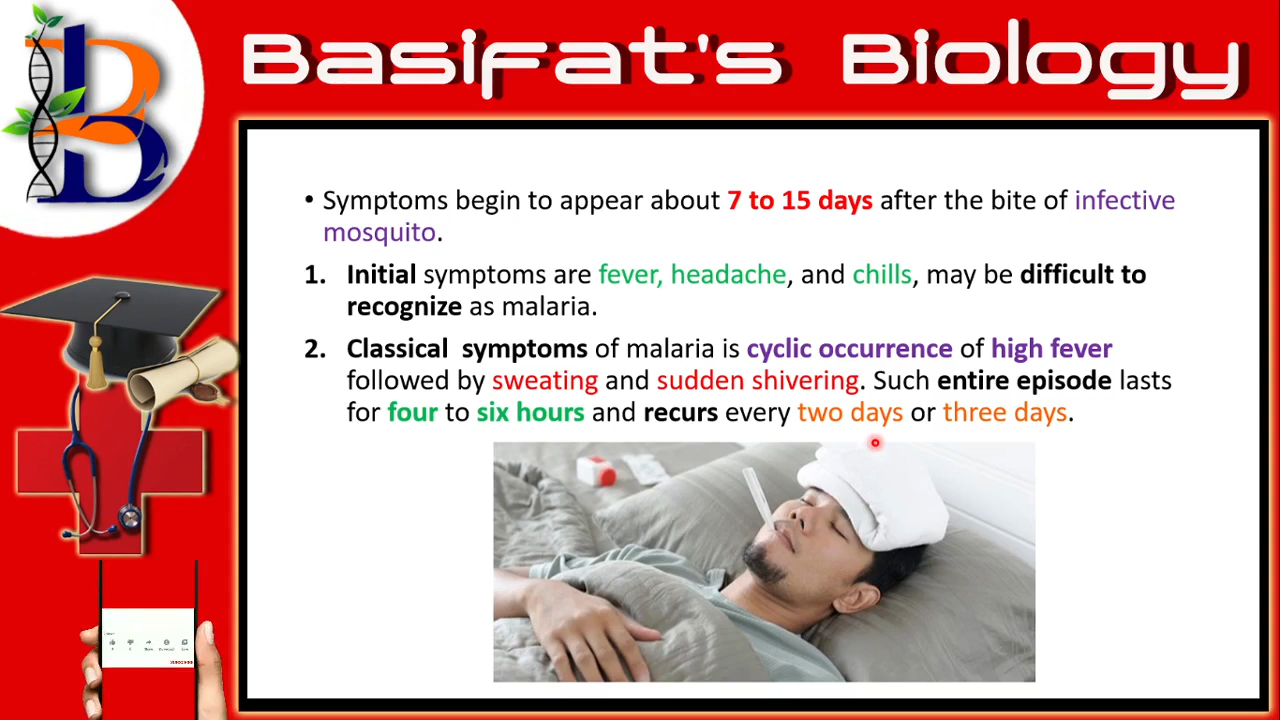 Basifat's Biology
B
• Symptoms begin to appear about 7 to 15 days after the bite of infective
mosquito.
1. Initial symptoms are fever, headache, and chills, may be difficult to
recognize as malaria.
2. Classical symptoms of malaria is cyclic occurrence of high fever
followed by sweating and sudden shivering. Such entire episode lasts
for four to six hours and recurs every two days or three days.